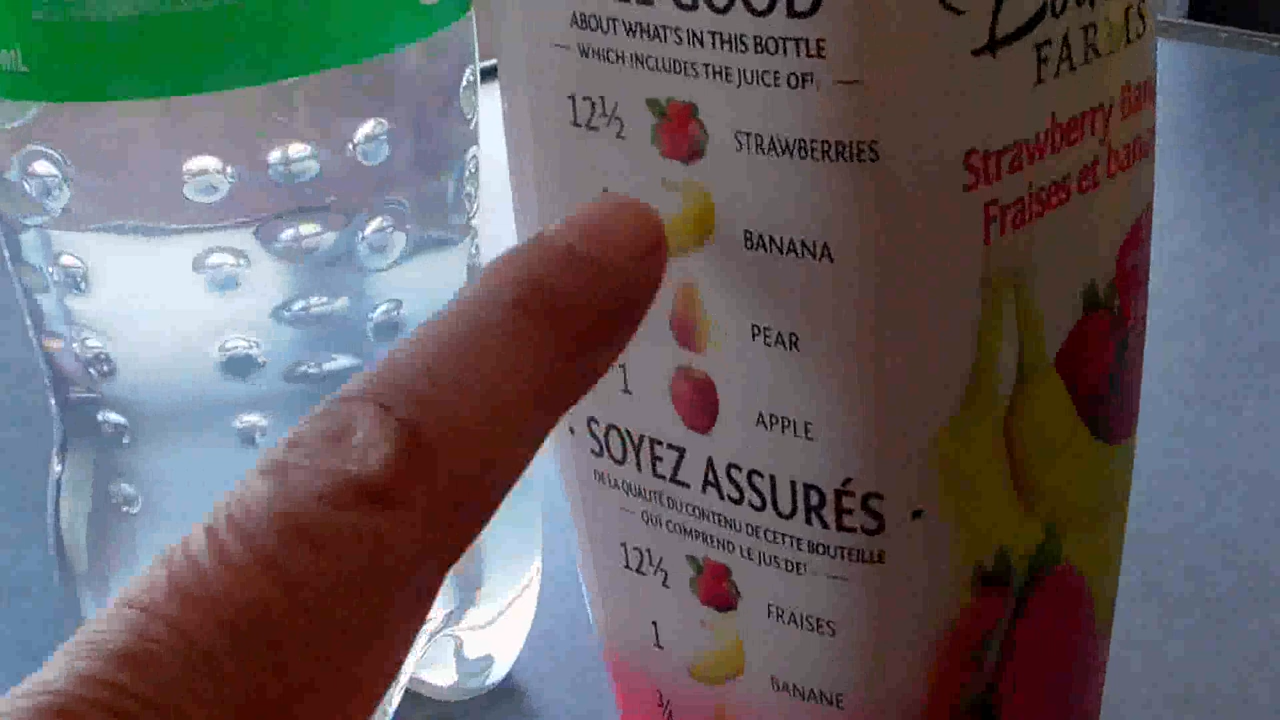 GOOD
ABOUT WHAT'S IN THIS BOTTLE
WHICH INCLUDES THE JUICE OF
12½ STRAWBERRIES
BANANA
PEAR
1 APPLE
SOYEZ ASSURÉS
DE LA QUALITÉ DU CONTENU DE CETTE BOUTEILLE
QUI COMPREND LE JUS DE
12½ FRAISES
1 BANANE
FARMS
Strawberry
Fraises et
mL